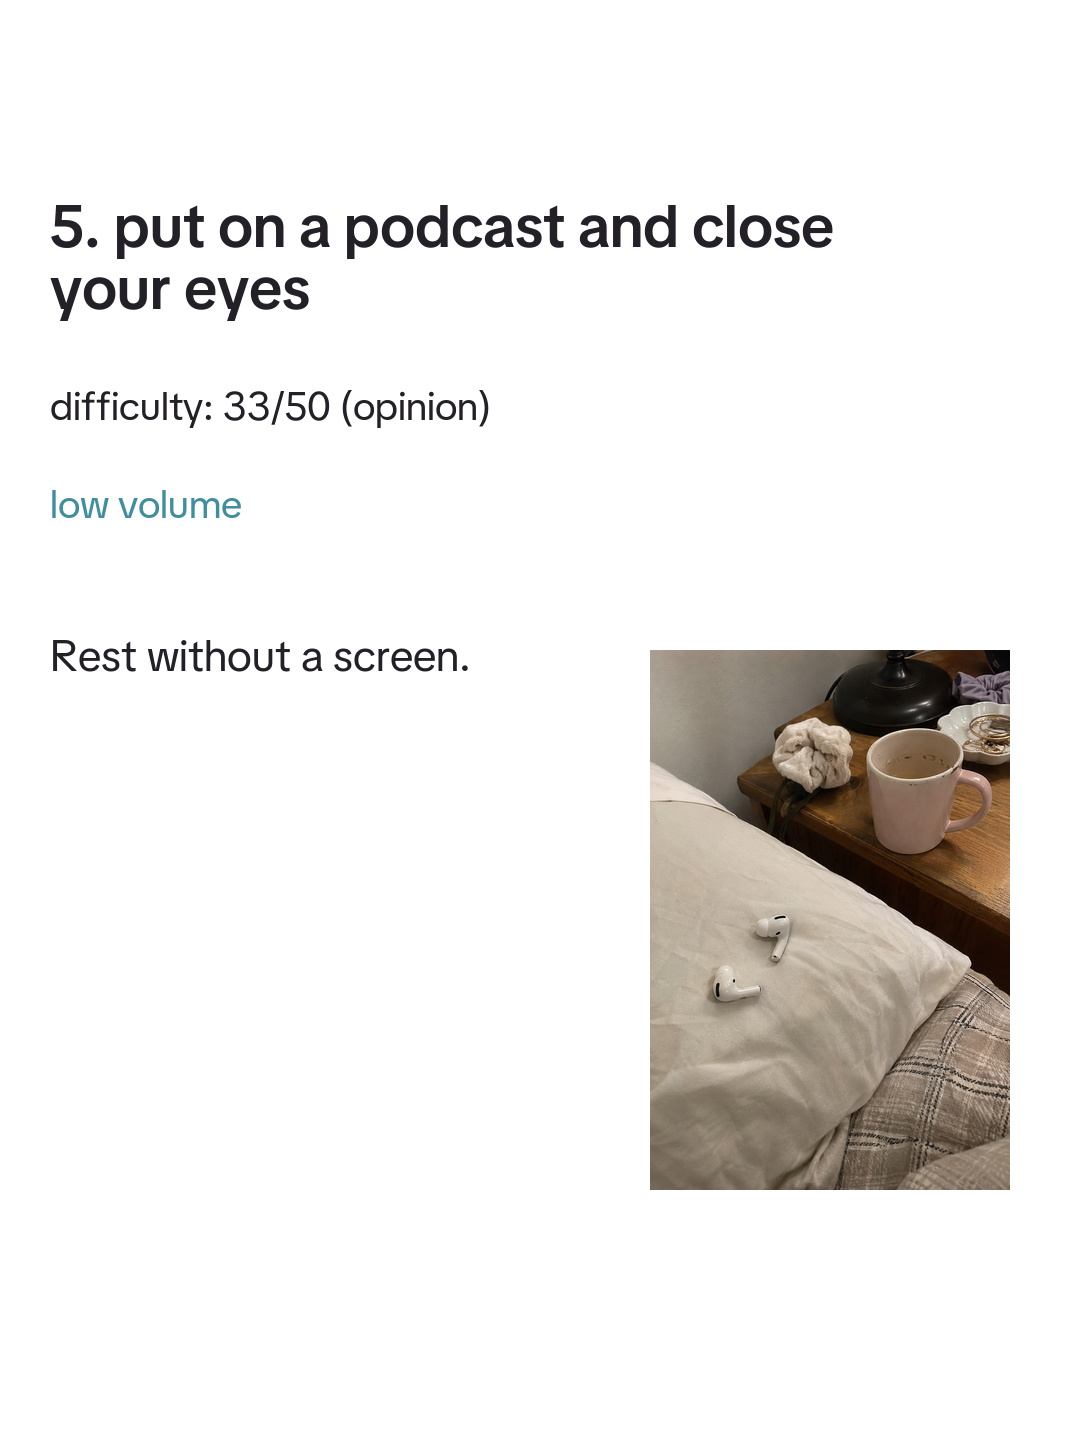 5. put on a podcast and close
your eyes
difficulty: 33/50 (opinion)
low volume
Rest without a screen.